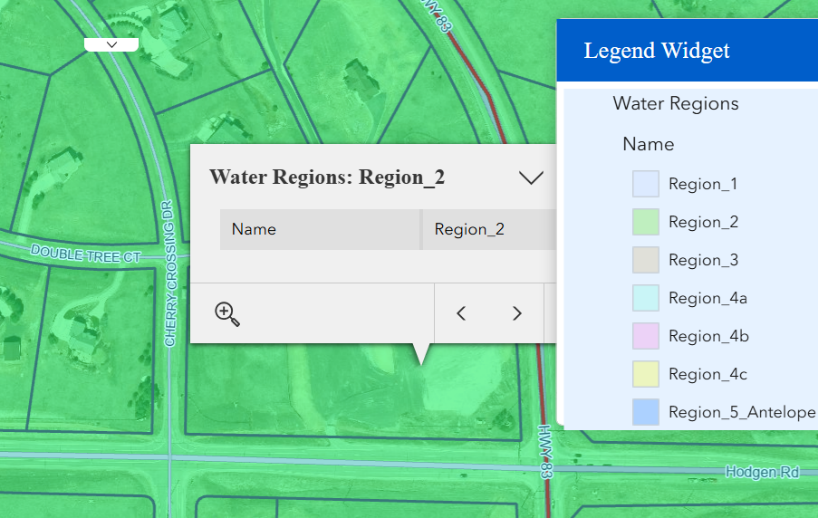 WY 83
Legend Widget
Water Regions
Name
Region_1
Region_2
Region_3
Region_4a
Region_4b
Region_4c
Region_5_Antelope
Water Regions: Region_2
Name Region_2
DOUBLE TREE CT
CHERRY CROSSING DR
HWY 83
Hodgen Rd